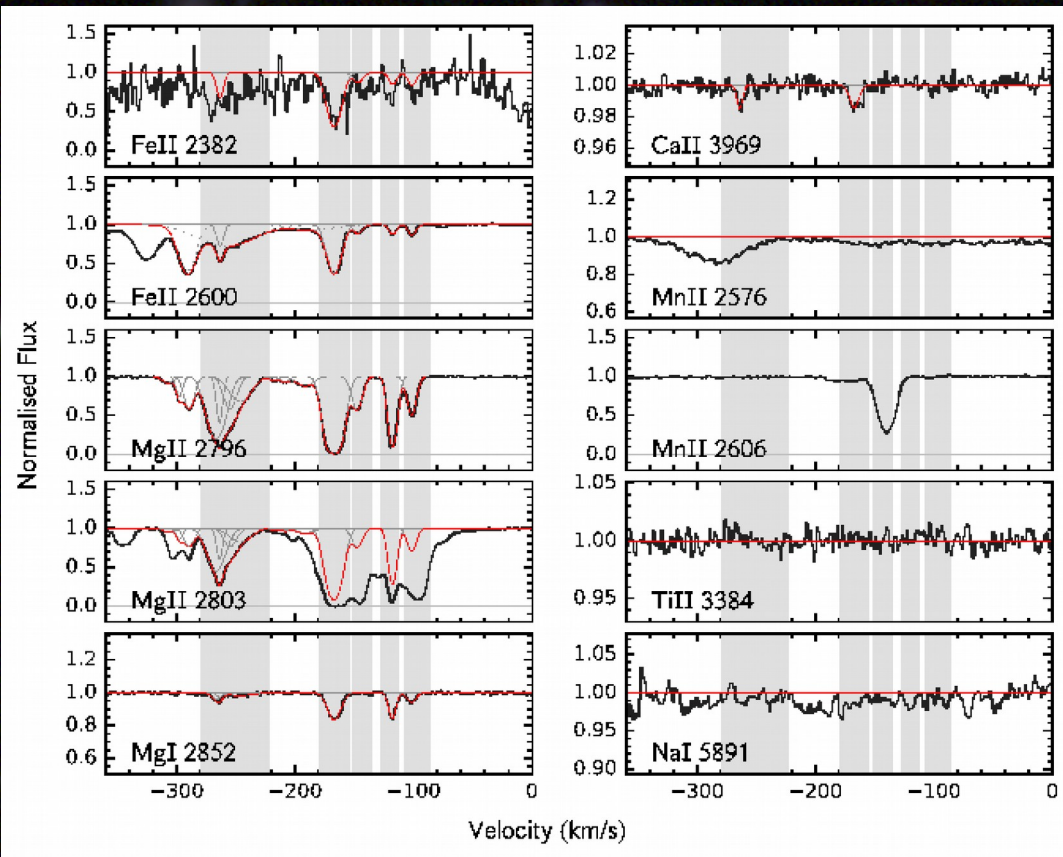 1.5
1.0
0.5
0.0
FeII 2382
1.02
1.00
0.98
0.96
CaII 3969
1.5
1.0
0.5
0.0
FeII 2600
1.2
1.0
0.8
0.6
MnII 2576
1.5
1.0
0.5
0.0
MgII 2796
1.5
1.0
0.5
0.0
MnII 2606
1.5
1.0
0.5
0.0
MgII 2803
1.05
1.00
0.95
TiII 3384
1.2
1.0
0.8
0.6
MgI 2852
1.05
1.00
0.95
0.90
NaI 5891
Normalised Flux
−300 −200 −100 0
−300 −200 −100 0
Velocity (km/s)